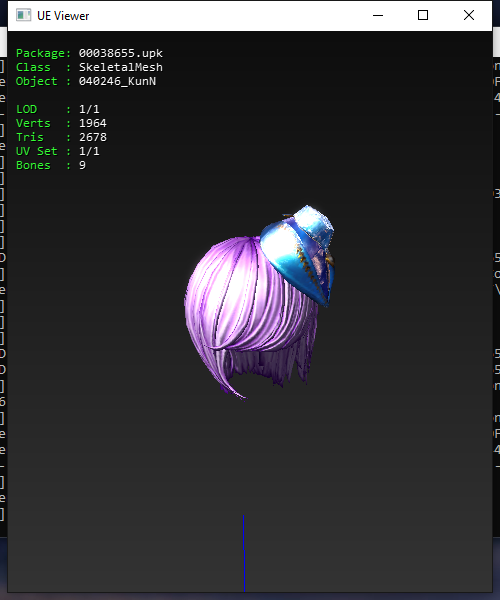 UE Viewer
Package: 00038655.upk
Class  : SkeletalMesh
Object : 040246_KunN
LOD    : 1/1
Verts  : 1964
Tris   : 2678
UV Set : 1/1
Bones  : 9